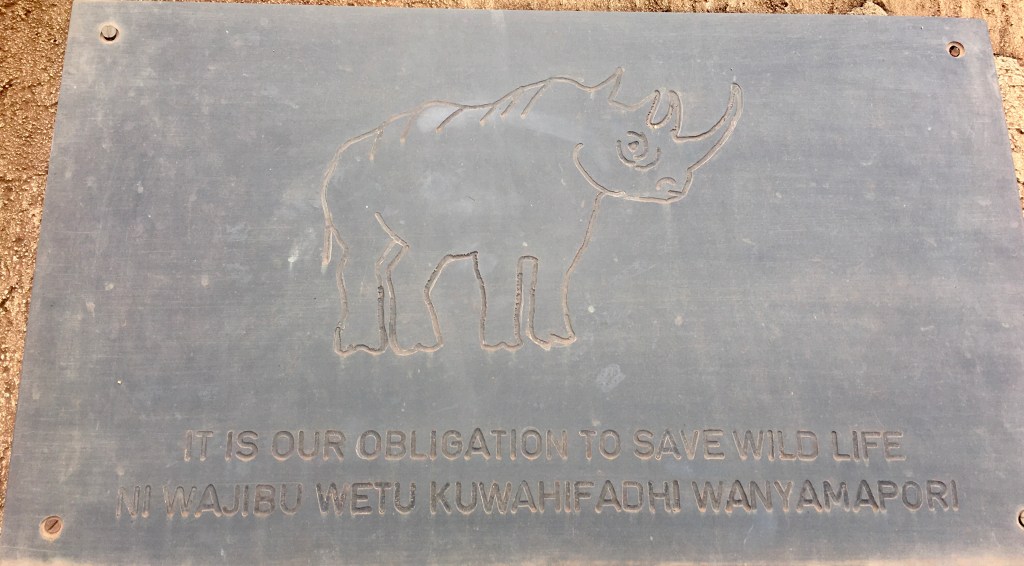 IT IS OUR OBLIGATION TO SAVE WILD LIFE
NI WAJIBU WETU KUWAHIFADHI WANYAMAPORI